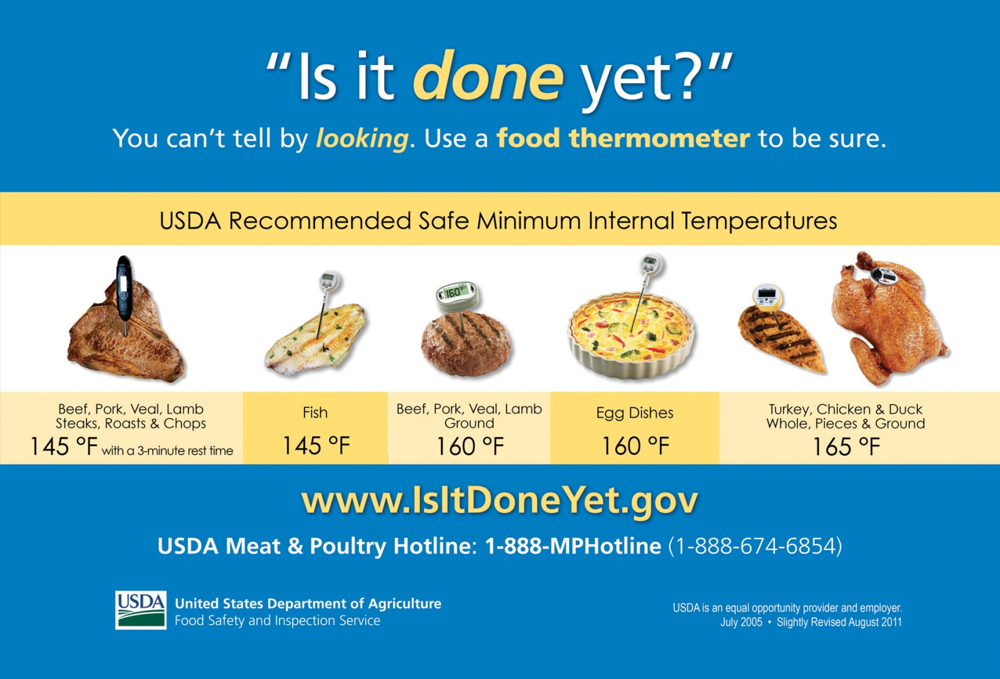 “Is it done yet?”
You can’t tell by looking. Use a food thermometer to be sure.
USDA Recommended Safe Minimum Internal Temperatures
160°F
Beef, Pork, Veal, Lamb
Steaks, Roasts & Chops
145 °F with a 3-minute rest time
Fish
145 °F
Beef, Pork, Veal, Lamb
Ground
160 °F
Egg Dishes
160 °F
Turkey, Chicken & Duck
Whole, Pieces & Ground
165 °F
www.IsItDoneYet.gov
USDA Meat & Poultry Hotline: 1-888-MPHotline (1-888-674-6854)
USDA
United States Department of Agriculture
Food Safety and Inspection Service
USDA is an equal opportunity provider and employer.
July 2005 • Slightly Revised August 2011